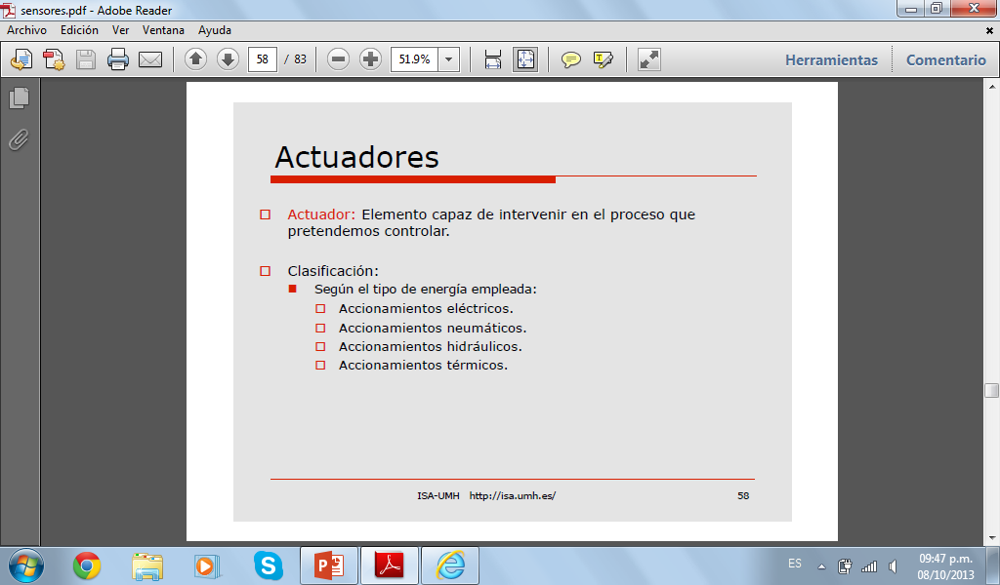 sensores.pdf - Adobe Reader
Archivo Edición Ver Ventana Ayuda
58 / 83 51.9% Herramientas Comentario
Actuadores
Actuador: Elemento capaz de intervenir en el proceso que
pretendemos controlar.
Clasificación:
Según el tipo de energía empleada:
Accionamientos eléctricos.
Accionamientos neumáticos.
Accionamientos hidráulicos.
Accionamientos térmicos.
ISA-UMH http://isa.umh.es/ 58
ES
09:47 p.m.
08/10/2013